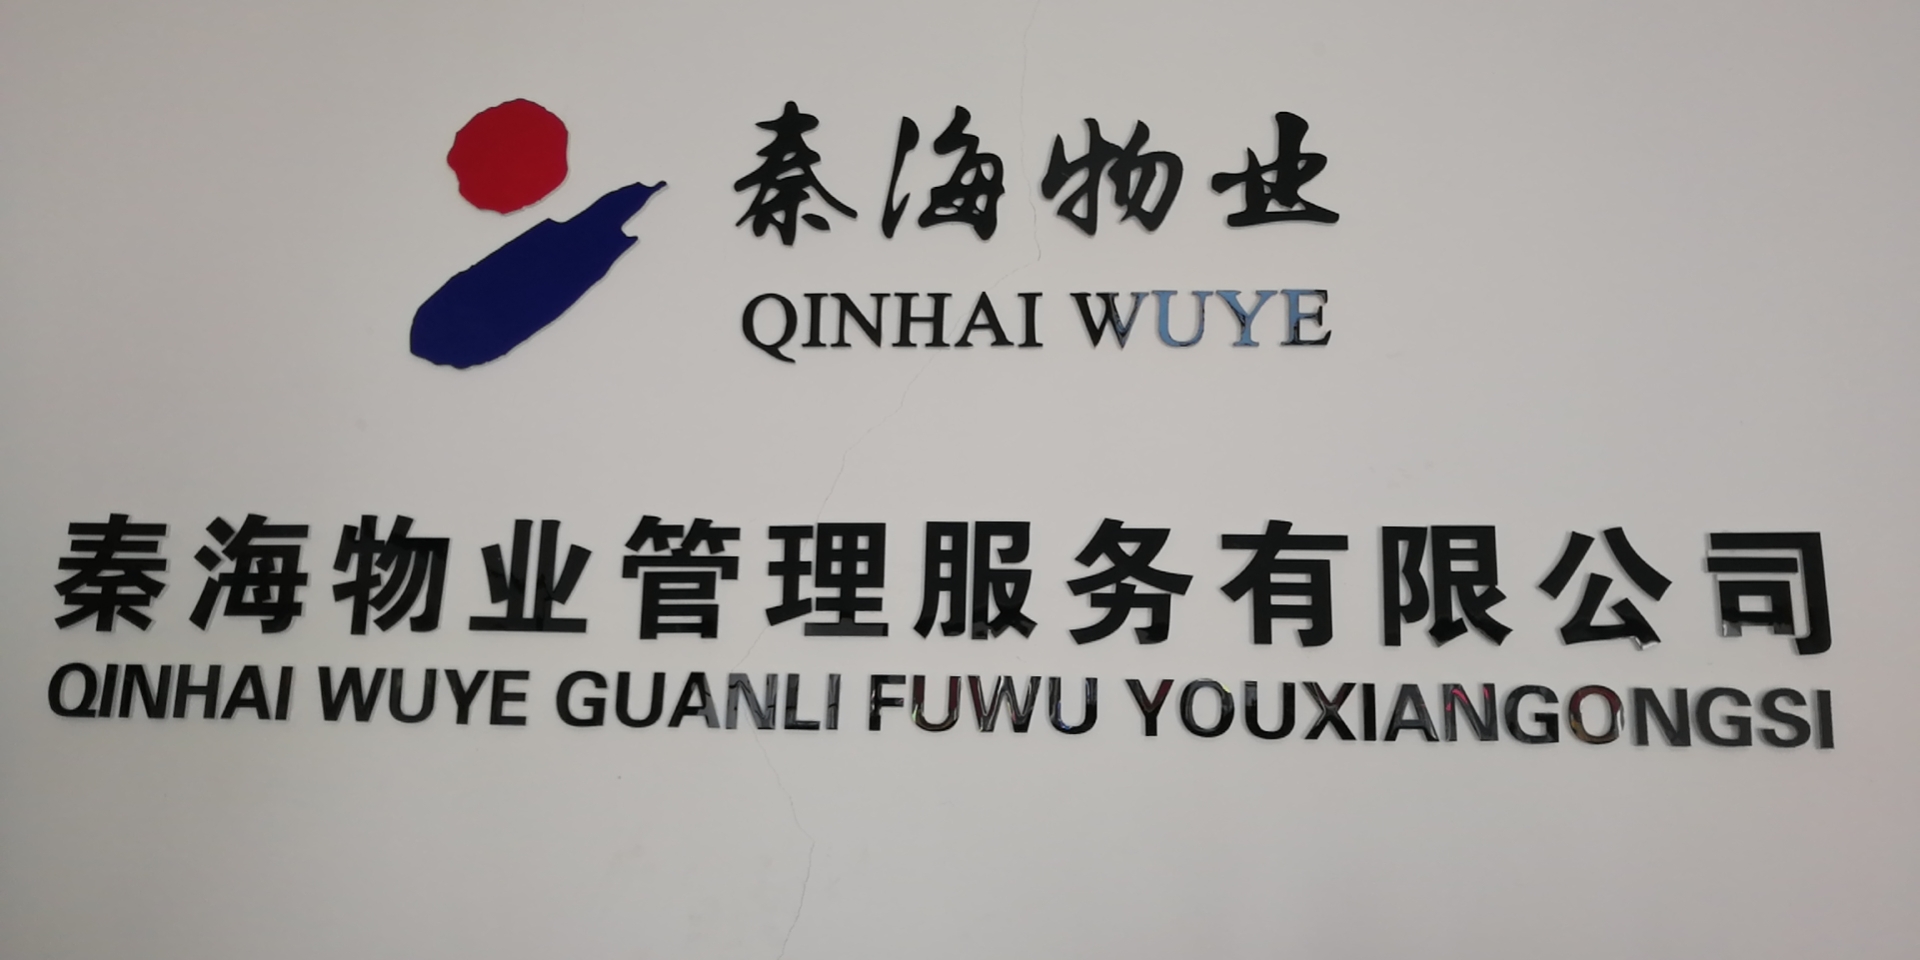 秦海物业
QINHAI WUYE
秦海物业管理服务有限公司
QINHAI WUYE GUANLI FUWU YOUXIANGONGSI